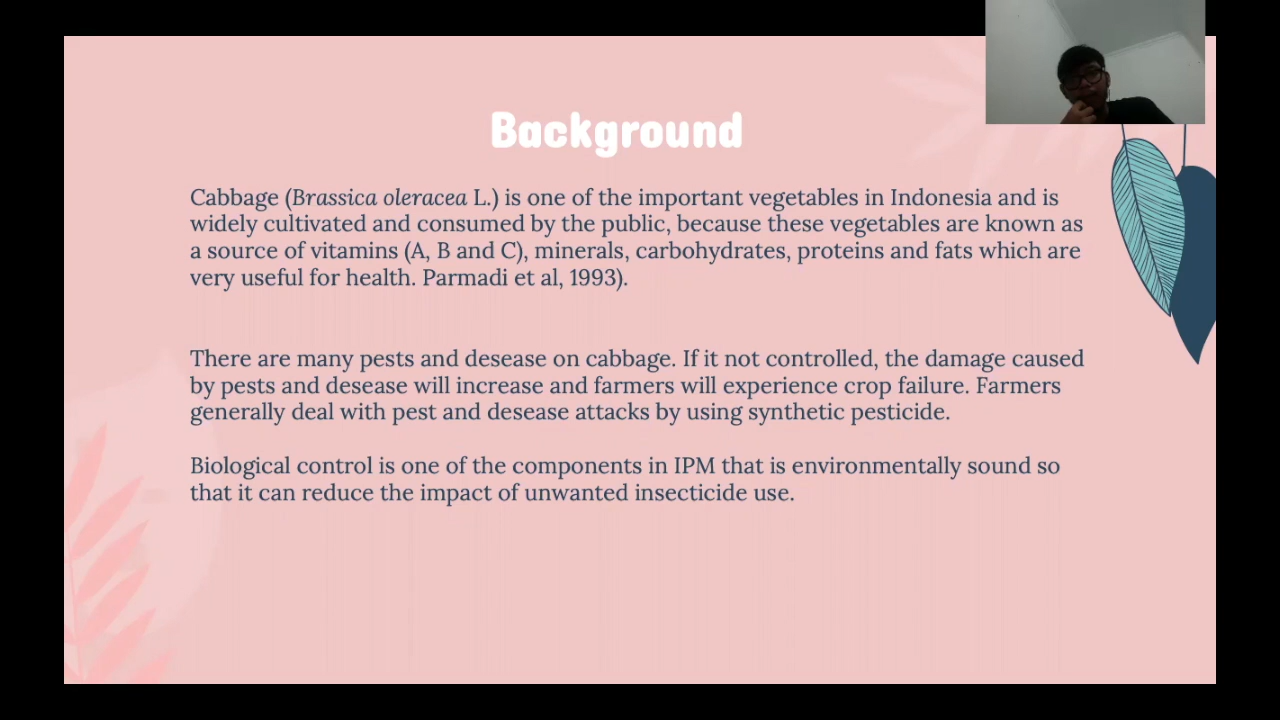 Background
Cabbage (Brassica oleracea L.) is one of the important vegetables in Indonesia and is
widely cultivated and consumed by the public, because these vegetables are known as
a source of vitamins (A, B and C), minerals, carbohydrates, proteins and fats which are
very useful for health. Parmadi et al, 1993).
There are many pests and desease on cabbage. If it not controlled, the damage caused
by pests and desease will increase and farmers will experience crop failure. Farmers
generally deal with pest and desease attacks by using synthetic pesticide.
Biological control is one of the components in IPM that is environmentally sound so
that it can reduce the impact of unwanted insecticide use.